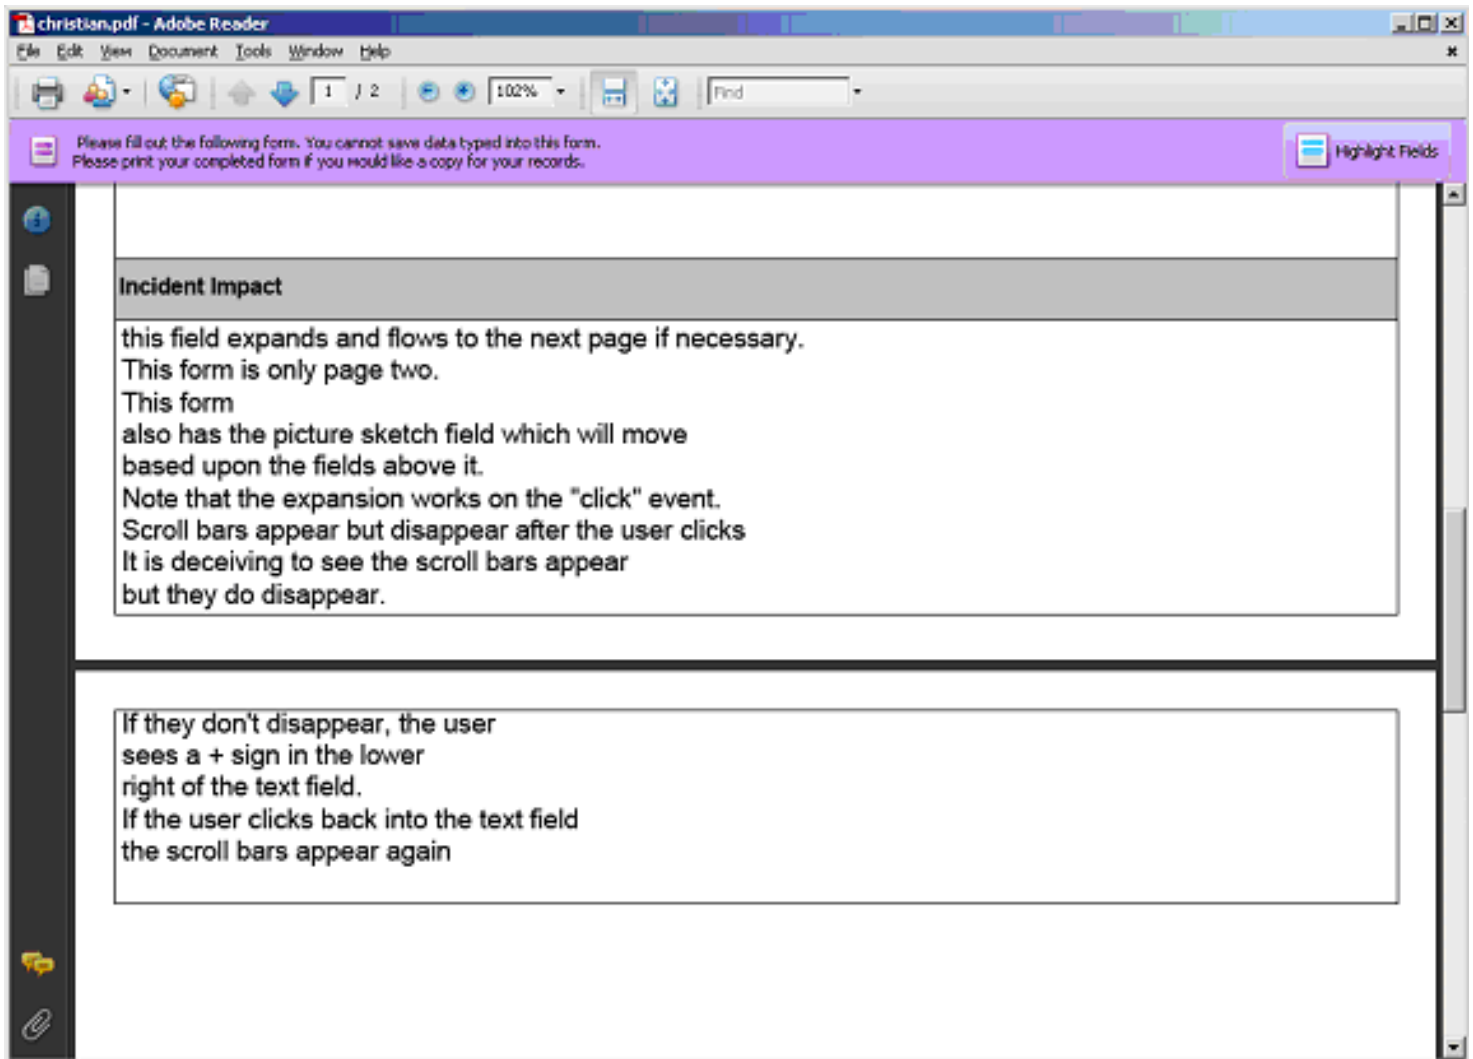 christian.pdf - Adobe Reader
File Edit View Document Tools Window Help
1 / 2 102% Find
Please fill out the following form. You cannot save data typed into this form.
Please print your completed form if you would like a copy for your records.
Highlight Fields
Incident Impact
this field expands and flows to the next page if necessary.
This form is only page two.
This form
also has the picture sketch field which will move
based upon the fields above it.
Note that the expansion works on the "click" event.
Scroll bars appear but disappear after the user clicks
It is deceiving to see the scroll bars appear
but they do disappear.
If they don't disappear, the user
sees a + sign in the lower
right of the text field.
If the user clicks back into the text field
the scroll bars appear again